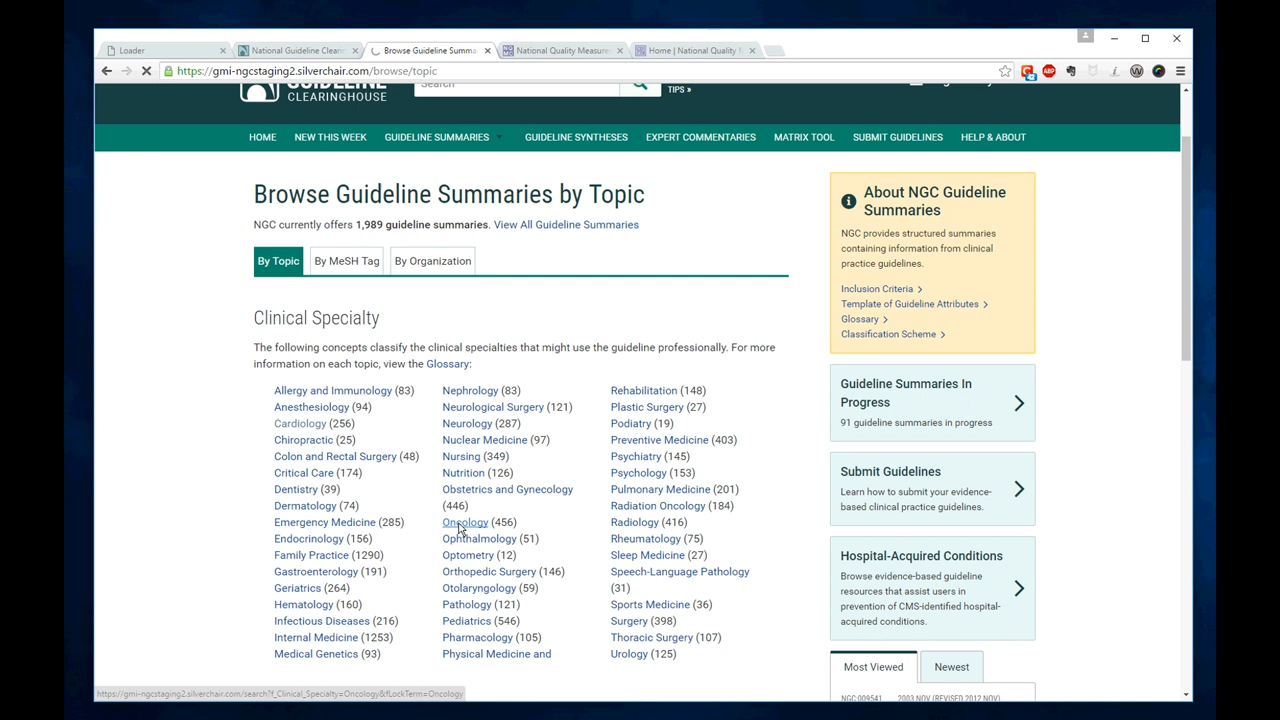 Loader
National Guideline Clearin
Browse Guideline Summa
National Quality Measure
Home | National Quality M
https://gmi-ngcstaging2.silverchair.com/browse/topic
GUIDELINE
CLEARINGHOUSE
Search
TIPS »
HOME
NEW THIS WEEK
GUIDELINE SUMMARIES
GUIDELINE SYNTHESES
EXPERT COMMENTARIES
MATRIX TOOL
SUBMIT GUIDELINES
HELP & ABOUT
Browse Guideline Summaries by Topic
NGC currently offers 1,989 guideline summaries. View All Guideline Summaries
By Topic
By MeSH Tag
By Organization
Clinical Specialty
The following concepts classify the clinical specialties that might use the guideline professionally. For more
information on each topic, view the Glossary:
Allergy and Immunology (83)
Anesthesiology (94)
Cardiology (256)
Chiropractic (25)
Colon and Rectal Surgery (48)
Critical Care (174)
Dentistry (39)
Dermatology (74)
Emergency Medicine (285)
Endocrinology (156)
Family Practice (1290)
Gastroenterology (191)
Geriatrics (264)
Hematology (160)
Infectious Diseases (216)
Internal Medicine (1253)
Medical Genetics (93)
Nephrology (83)
Neurological Surgery (121)
Neurology (287)
Nuclear Medicine (97)
Nursing (349)
Nutrition (126)
Obstetrics and Gynecology
(446)
Oncology (456)
Ophthalmology (51)
Optometry (12)
Orthopedic Surgery (146)
Otolaryngology (59)
Pathology (121)
Pediatrics (546)
Pharmacology (105)
Physical Medicine and
Rehabilitation (148)
Plastic Surgery (27)
Podiatry (19)
Preventive Medicine (403)
Psychiatry (145)
Psychology (153)
Pulmonary Medicine (201)
Radiation Oncology (184)
Radiology (416)
Rheumatology (75)
Sleep Medicine (27)
Speech-Language Pathology
(31)
Sports Medicine (36)
Surgery (398)
Thoracic Surgery (107)
Urology (125)
About NGC Guideline
Summaries
NGC provides structured summaries
containing information from clinical
practice guidelines.
Inclusion Criteria
Template of Guideline Attributes
Glossary
Classification Scheme
Guideline Summaries In
Progress
91 guideline summaries in progress
Submit Guidelines
Learn how to submit your evidence-
based clinical practice guidelines.
Hospital-Acquired Conditions
Browse evidence-based guideline
resources that assist users in
prevention of CMS-identified hospital-
acquired conditions.
Most Viewed
Newest
NGC:009541 2003 NOV (REVISED 2012 NOV)
https://gmi-ngcstaging2.silverchair.com/search?f_Clinical_Specialty=Oncology&fLockTerm=Oncology